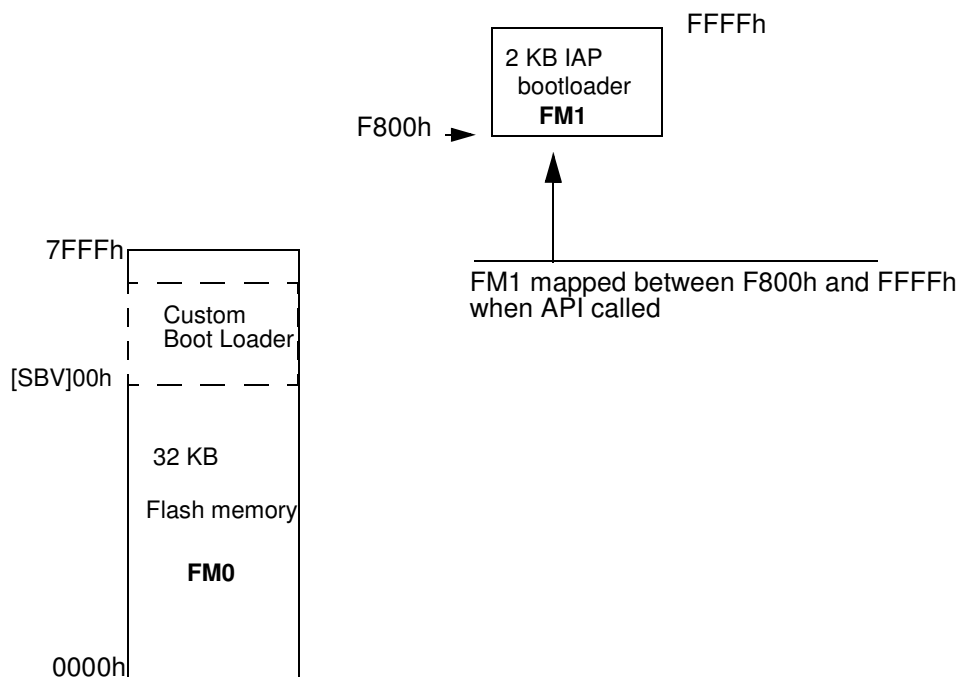 FFFFh
2 KB IAP
bootloader
FM1
F800h
7FFFh
FM1 mapped between F800h and FFFFh
when API called
Custom
Boot Loader
[SBV]00h
32 KB
Flash memory
FM0
0000h